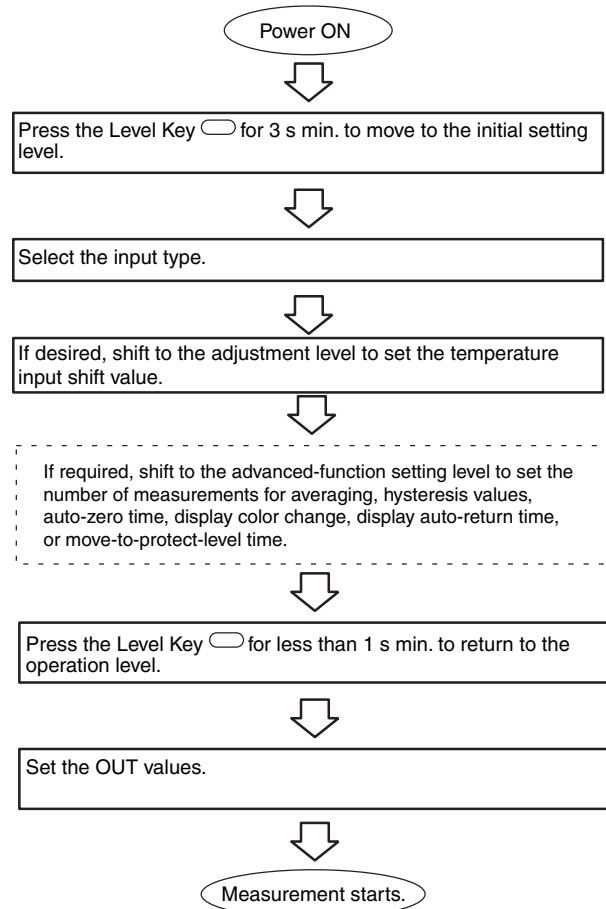 Power ON
Press the Level Key for 3 s min. to move to the initial setting
level.
Select the input type.
If desired, shift to the adjustment level to set the temperature
input shift value.
If required, shift to the advanced-function setting level to set the
number of measurements for averaging, hysteresis values,
auto-zero time, display color change, display auto-return time,
or move-to-protect-level time.
Press the Level Key for less than 1 s min. to return to the
operation level.
Set the OUT values.
Measurement starts.